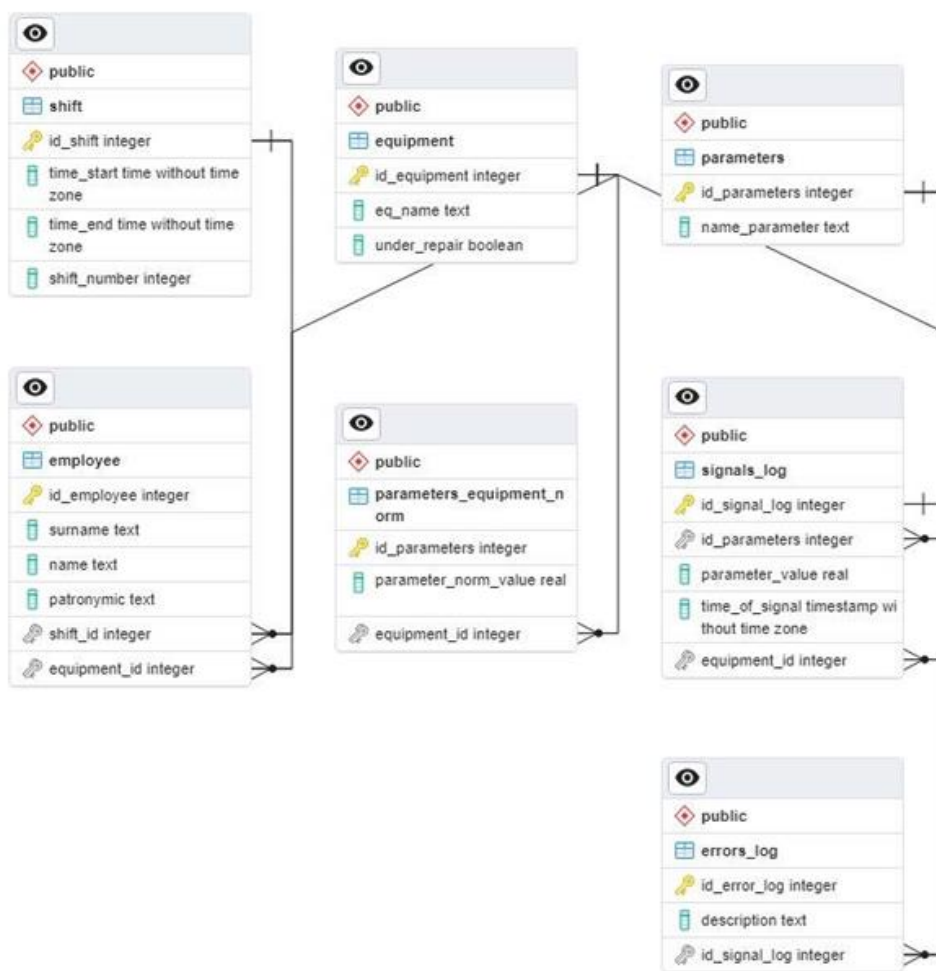 public
shift
id_shift integer
time_start time without time
zone
time_end time without time
zone
shift_number integer
public
equipment
id_equipment integer
eq_name text
under_repair boolean
public
parameters
id_parameters integer
name_parameter text
public
employee
id_employee integer
surname text
name text
patronymic text
shift_id integer
equipment_id integer
public
parameters_equipment_n
orm
id_parameters integer
parameter_norm_value real
equipment_id integer
public
signals_log
id_signal_log integer
id_parameters integer
parameter_value real
time_of_signal timestamp wi
thout time zone
equipment_id integer
public
errors_log
id_error_log integer
description text
id_signal_log integer